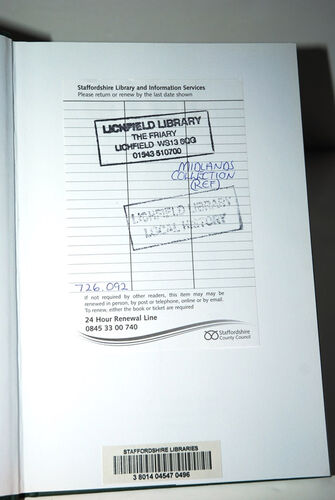 Staffordshire Library and Information Services
Please return or renew by the last date shown
LICHFIELD LIBRARY
THE FRIARY
LICHFIELD WS13 6QG
01543 510700
MIDLANDS
COLLECTION
(REF)
LICHFIELD LIBRARY
LOCAL HISTORY
726.092
If not required by other readers, this item may may be
renewed in person, by post or telephone, online or by email.
To renew, either the book or ticket are required
24 Hour Renewal Line
0845 33 00 740
Staffordshire
County Council
STAFFORDSHIRE LIBRARIES
3 8014 04547 0496